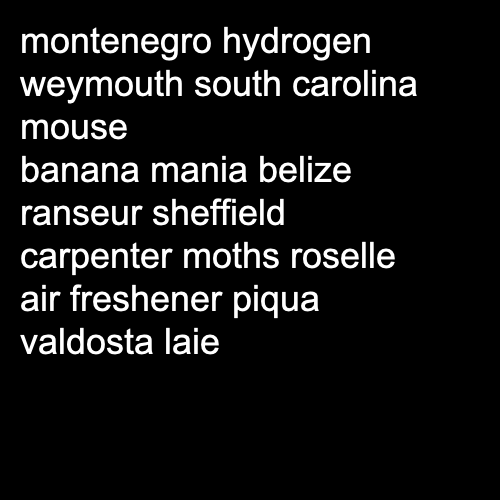 montenegro hydrogen
weymouth south carolina
mouse
banana mania belize
ranseur sheffield
carpenter moths roselle
air freshener piqua
valdosta laie